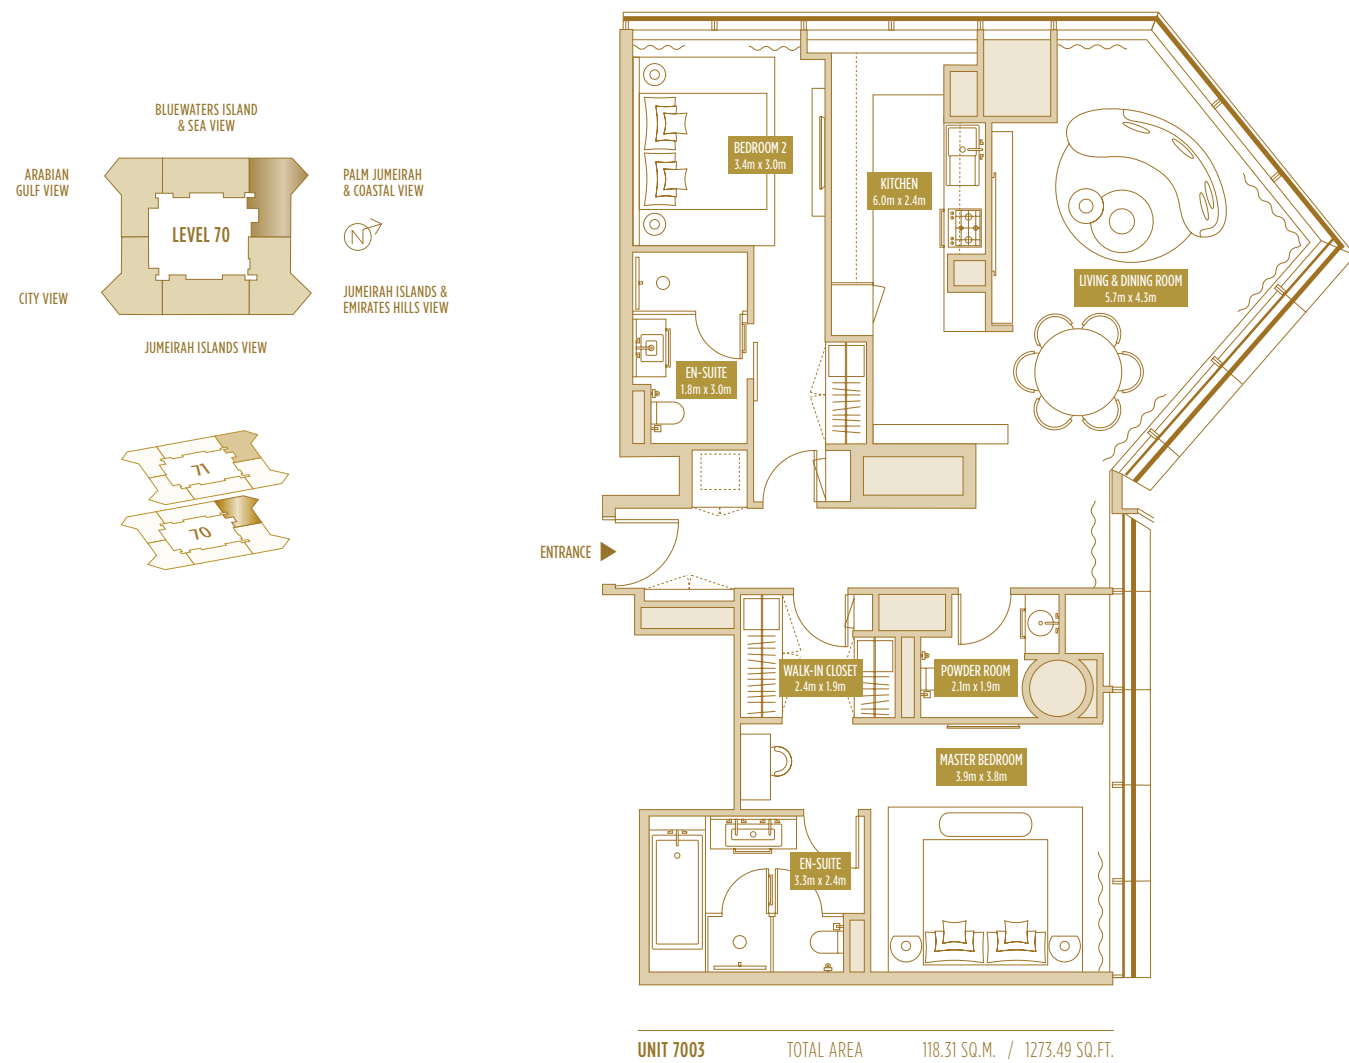 BLUEWATERS ISLAND
& SEA VIEW
ARABIAN
GULF VIEW
PALM JUMEIRAH
& COASTAL VIEW
LEVEL 70
N
CITY VIEW
JUMEIRAH ISLANDS &
EMIRATES HILLS VIEW
JUMEIRAH ISLANDS VIEW
71
70
BEDROOM 2
3.4m x 3.0m
KITCHEN
6.0m x 2.4m
LIVING & DINING ROOM
5.7m x 4.3m
EN-SUITE
1.8m x 3.0m
ENTRANCE
WALK-IN CLOSET
2.4m x 1.9m
POWDER ROOM
2.1m x 1.9m
MASTER BEDROOM
3.9m x 3.8m
EN-SUITE
3.3m x 2.4m
UNIT 7003 TOTAL AREA 118.31 SQ.M. / 1273.49 SQ.FT.